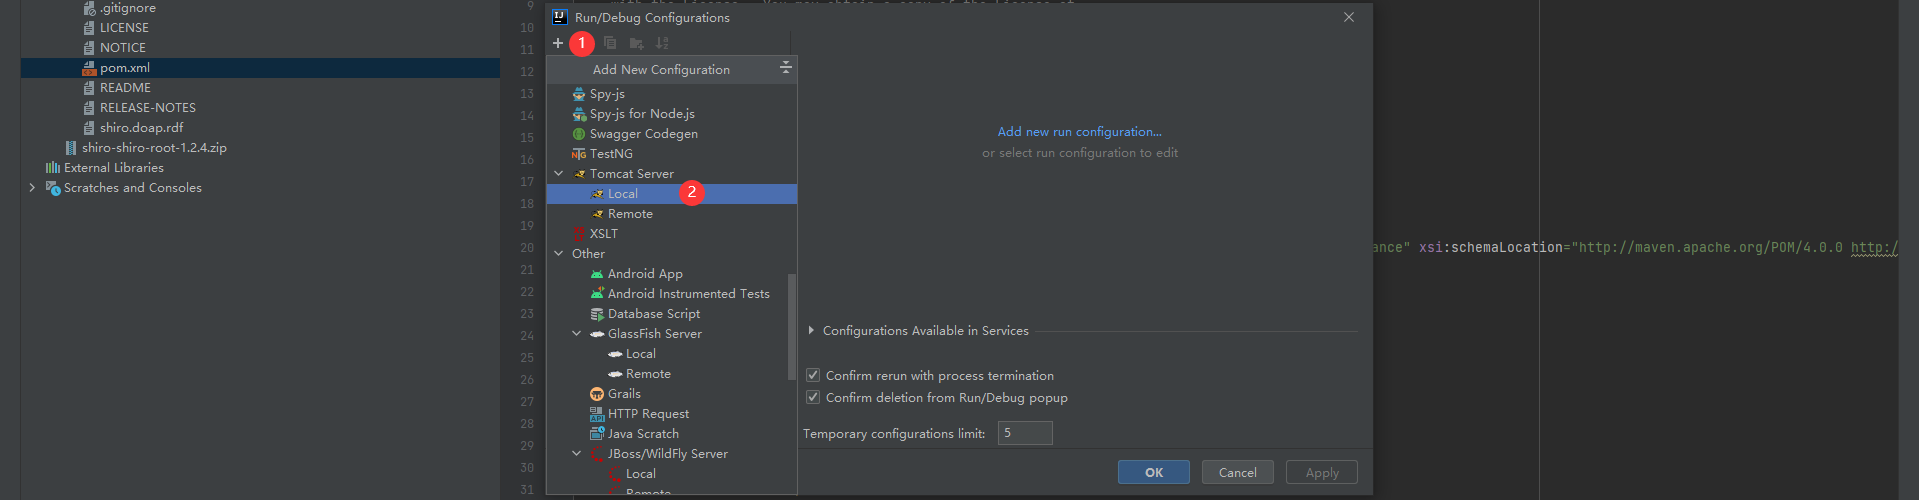 .gitignore
LICENSE
NOTICE
pom.xml
README
RELEASE-NOTES
shiro.doap.rdf
shiro-shiro-root-1.2.4.zip
External Libraries
Scratches and Consoles
9
10
11
12
13
14
15
16
17
18
19
20
21
22
23
24
25
26
27
28
29
30
31
Run/Debug Configurations
1
Add New Configuration
Spy-js
Spy-js for Node.js
Swagger Codegen
TestNG
Tomcat Server
Local
2
Remote
XSLT
Other
Android App
Android Instrumented Tests
Database Script
GlassFish Server
Local
Remote
Grails
HTTP Request
Java Scratch
JBoss/WildFly Server
Local
Remote
Add new run configuration...
or select run configuration to edit
Configurations Available in Services
Confirm rerun with process termination
Confirm deletion from Run/Debug popup
Temporary configurations limit: 5
OK Cancel Apply
ance" xsi:schemaLocation="http://maven.apache.org/POM/4.0.0 http:/